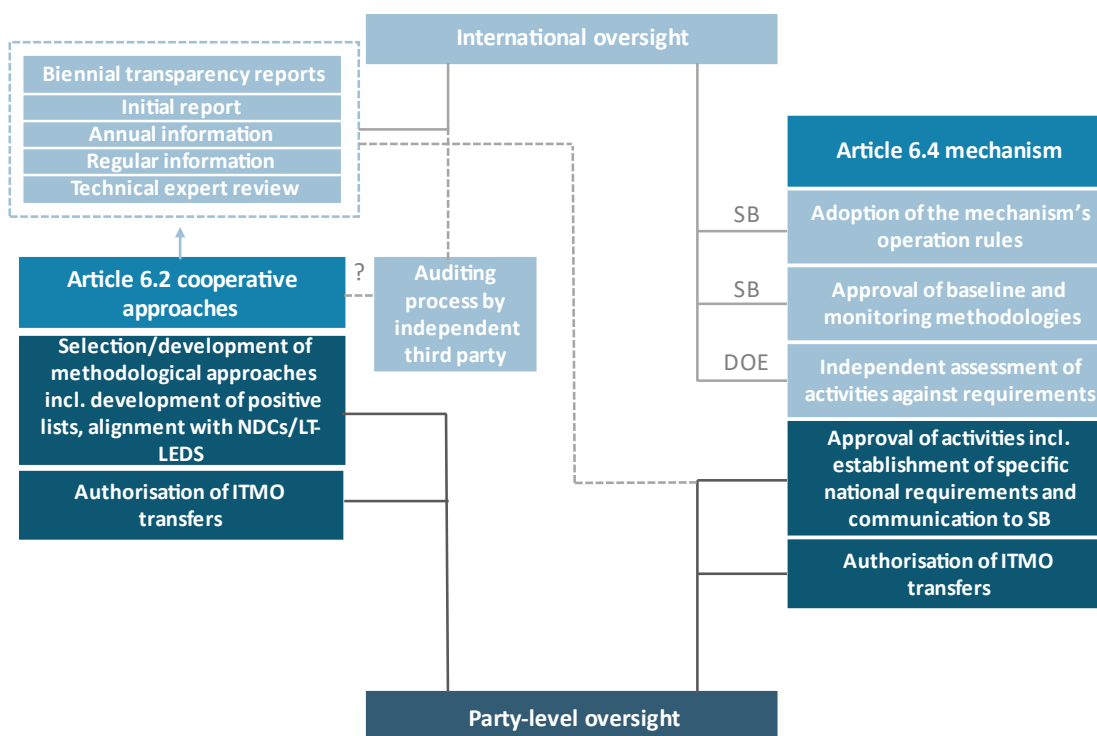 International oversight
Biennial transparency reports
Initial report
Annual information
Regular information
Technical expert review
Article 6.2 cooperative
approaches
?
Auditing
process by
independent
third party
Selection/development of
methodological approaches
incl. development of positive
lists, alignment with NDCs/LT-
LEDS
Authorisation of ITMO
transfers
Article 6.4 mechanism
SB
Adoption of the mechanism's
operation rules
SB
Approval of baseline and
monitoring methodologies
DOE
Independent assessment of
activities against requirements
Approval of activities incl.
establishment of specific
national requirements and
communication to SB
Authorisation of ITMO
transfers
Party-level oversight